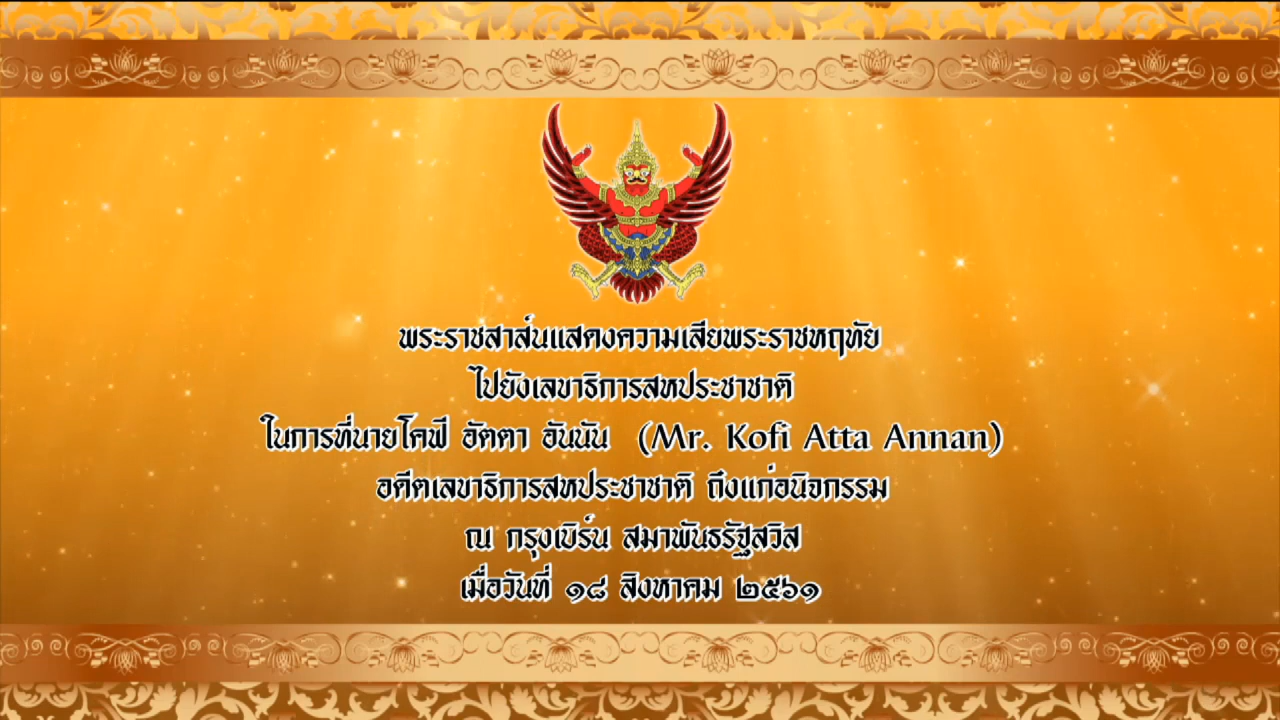 พระราชสาส์นแสดงความเสียพระราชหฤทัย
ไปยังเลขาธิการสหประชาชาติ
ในการที่นายโคฟี อัตตา อันนัน (Mr. Kofi Atta Annan)
อดีตเลขาธิการสหประชาชาติ ถึงแก่อนิจกรรม
ณ กรุงเบิร์น สมาพันธรัฐสวิส
เมื่อวันที่ ๑๘ สิงหาคม ๒๕๖๑